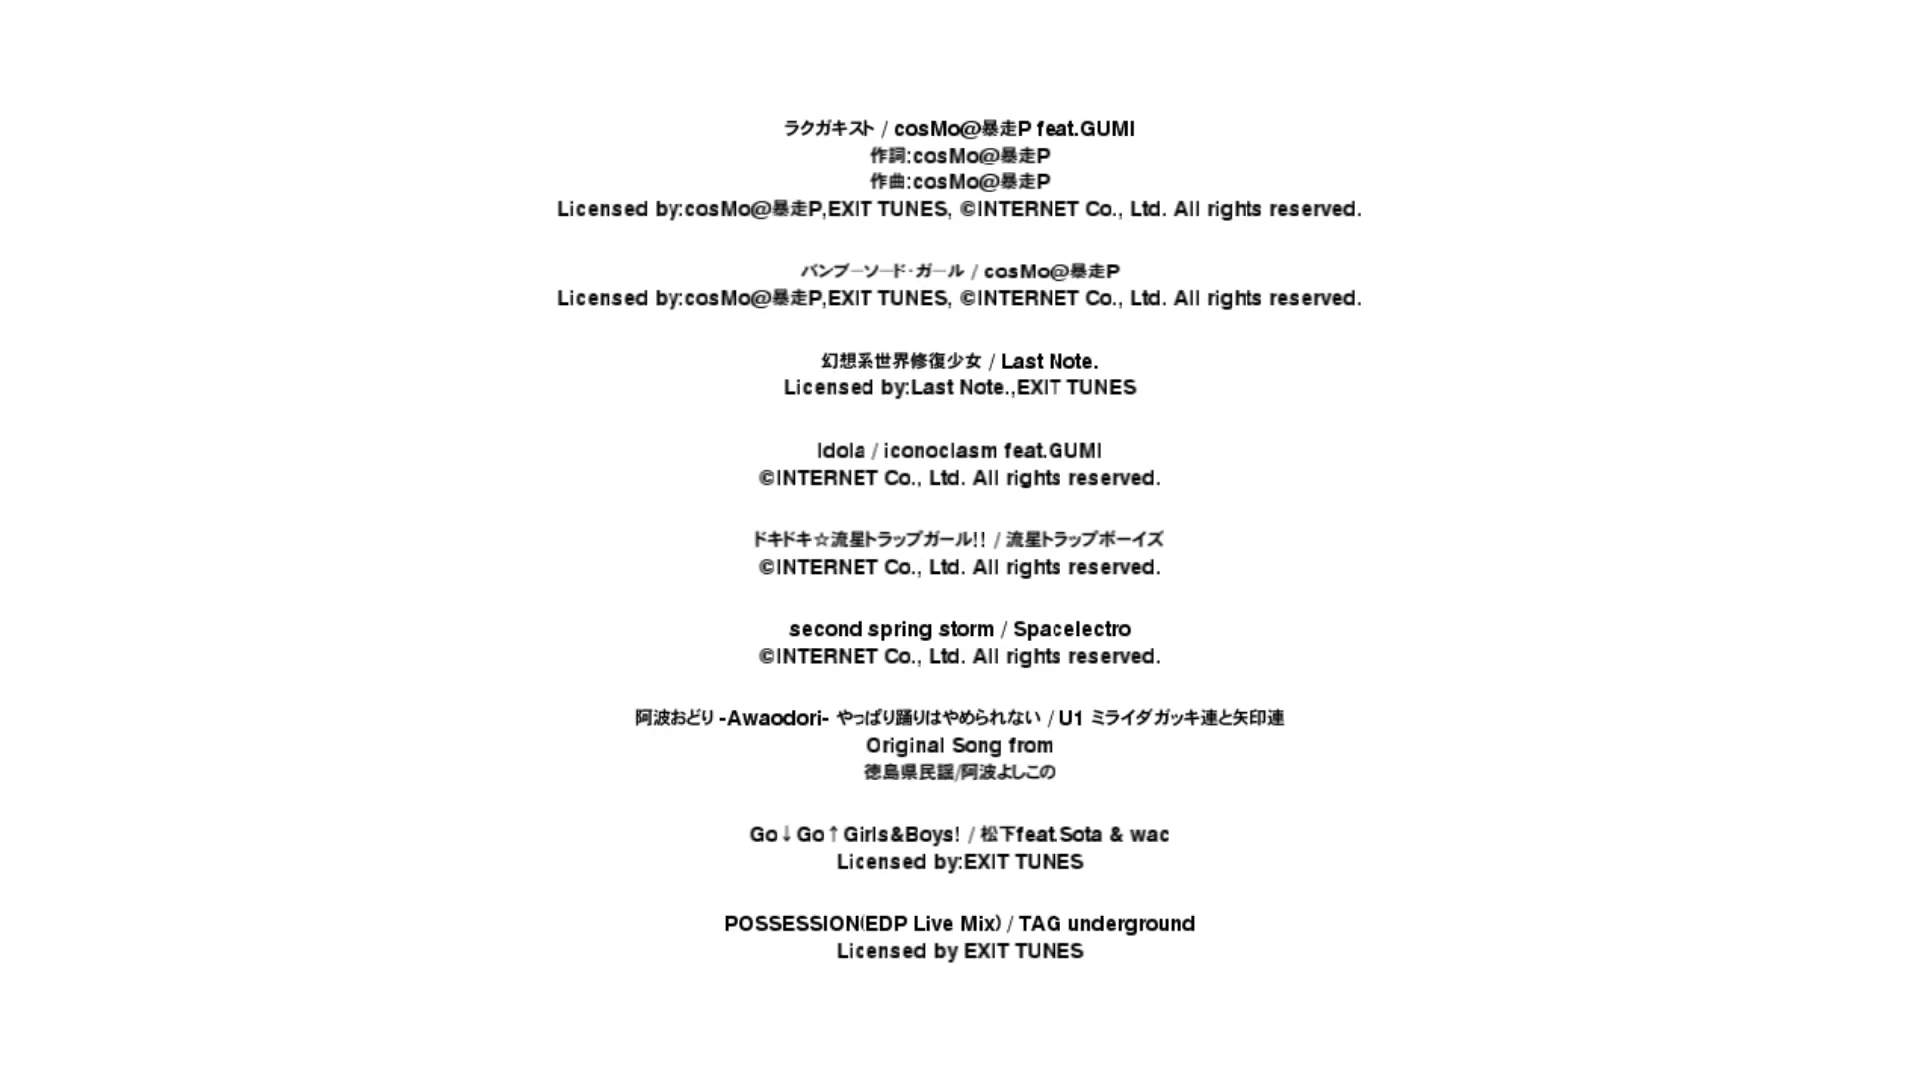 ラクガキスト / cosMo@暴走P feat.GUMI
作詞:cosMo@暴走P
作曲:cosMo@暴走P
Licensed by:cosMo@暴走P,EXIT TUNES, ©INTERNET Co., Ltd. All rights reserved.
バンブーソード・ガール / cosMo@暴走P
Licensed by:cosMo@暴走P,EXIT TUNES, ©INTERNET Co., Ltd. All rights reserved.
幻想系世界修復少女 / Last Note.
Licensed by:Last Note.,EXIT TUNES
Idola / iconoclasm feat.GUMI
©INTERNET Co., Ltd. All rights reserved.
ドキドキ☆流星トラップガール!! / 流星トラップボーイズ
©INTERNET Co., Ltd. All rights reserved.
second spring storm / Spacelectro
©INTERNET Co., Ltd. All rights reserved.
阿波おどり -Awaodori- やっぱり踊りはやめられない / U1 ミライダガッキ連と矢印連
Original Song from
徳島県民謡/阿波よしこの
Go↓Go↑Girls&Boys! / 松下feat.Sota & wac
Licensed by:EXIT TUNES
POSSESSION(EDP Live Mix) / TAG underground
Licensed by EXIT TUNES